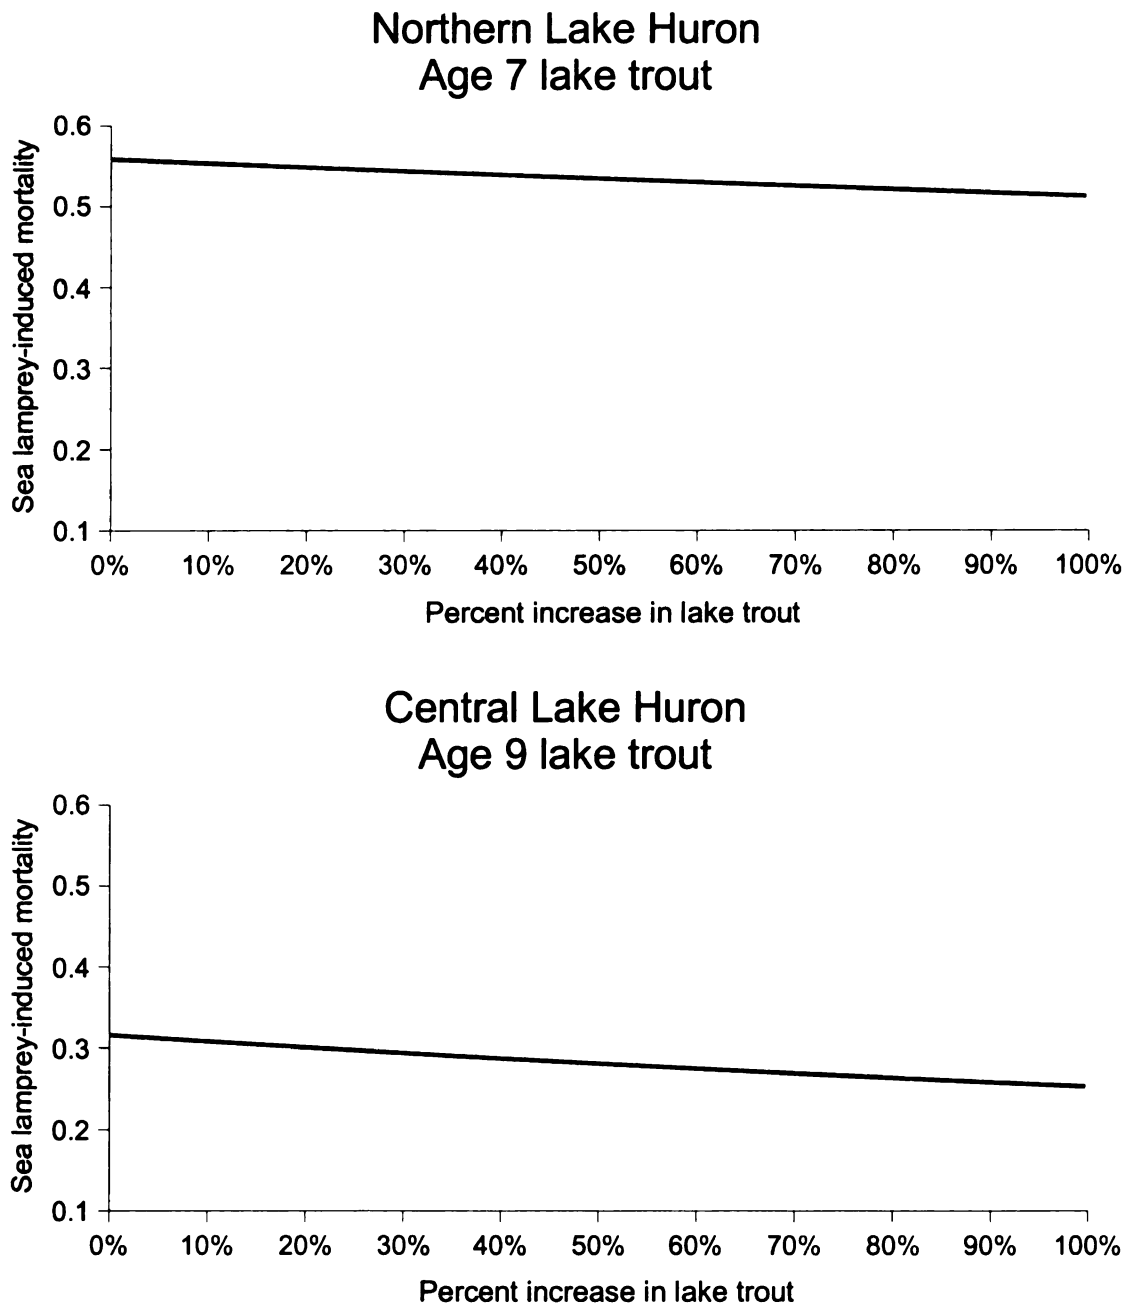 Northern Lake Huron
Age 7 lake trout
Sea lamprey-induced mortality
0.6
0.5
0.4
0.3
0.2
0.1
0% 10% 20% 30% 40% 50% 60% 70% 80% 90% 100%
Percent increase in lake trout
Central Lake Huron
Age 9 lake trout
Sea lamprey-induced mortality
0.6
0.5
0.4
0.3
0.2
0.1
0% 10% 20% 30% 40% 50% 60% 70% 80% 90% 100%
Percent increase in lake trout